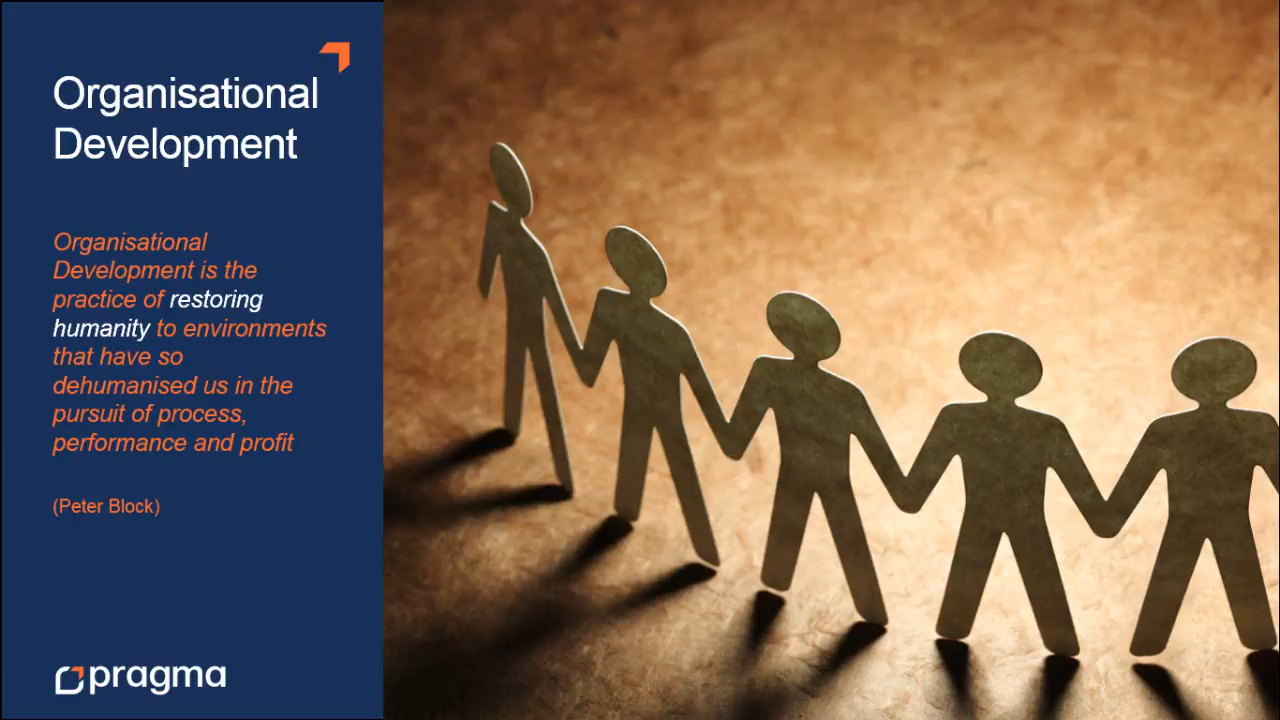 Organisational
Development
Organisational
Development is the
practice of restoring
humanity to environments
that have so
dehumanised us in the
pursuit of process,
performance and profit
(Peter Block)
pragma